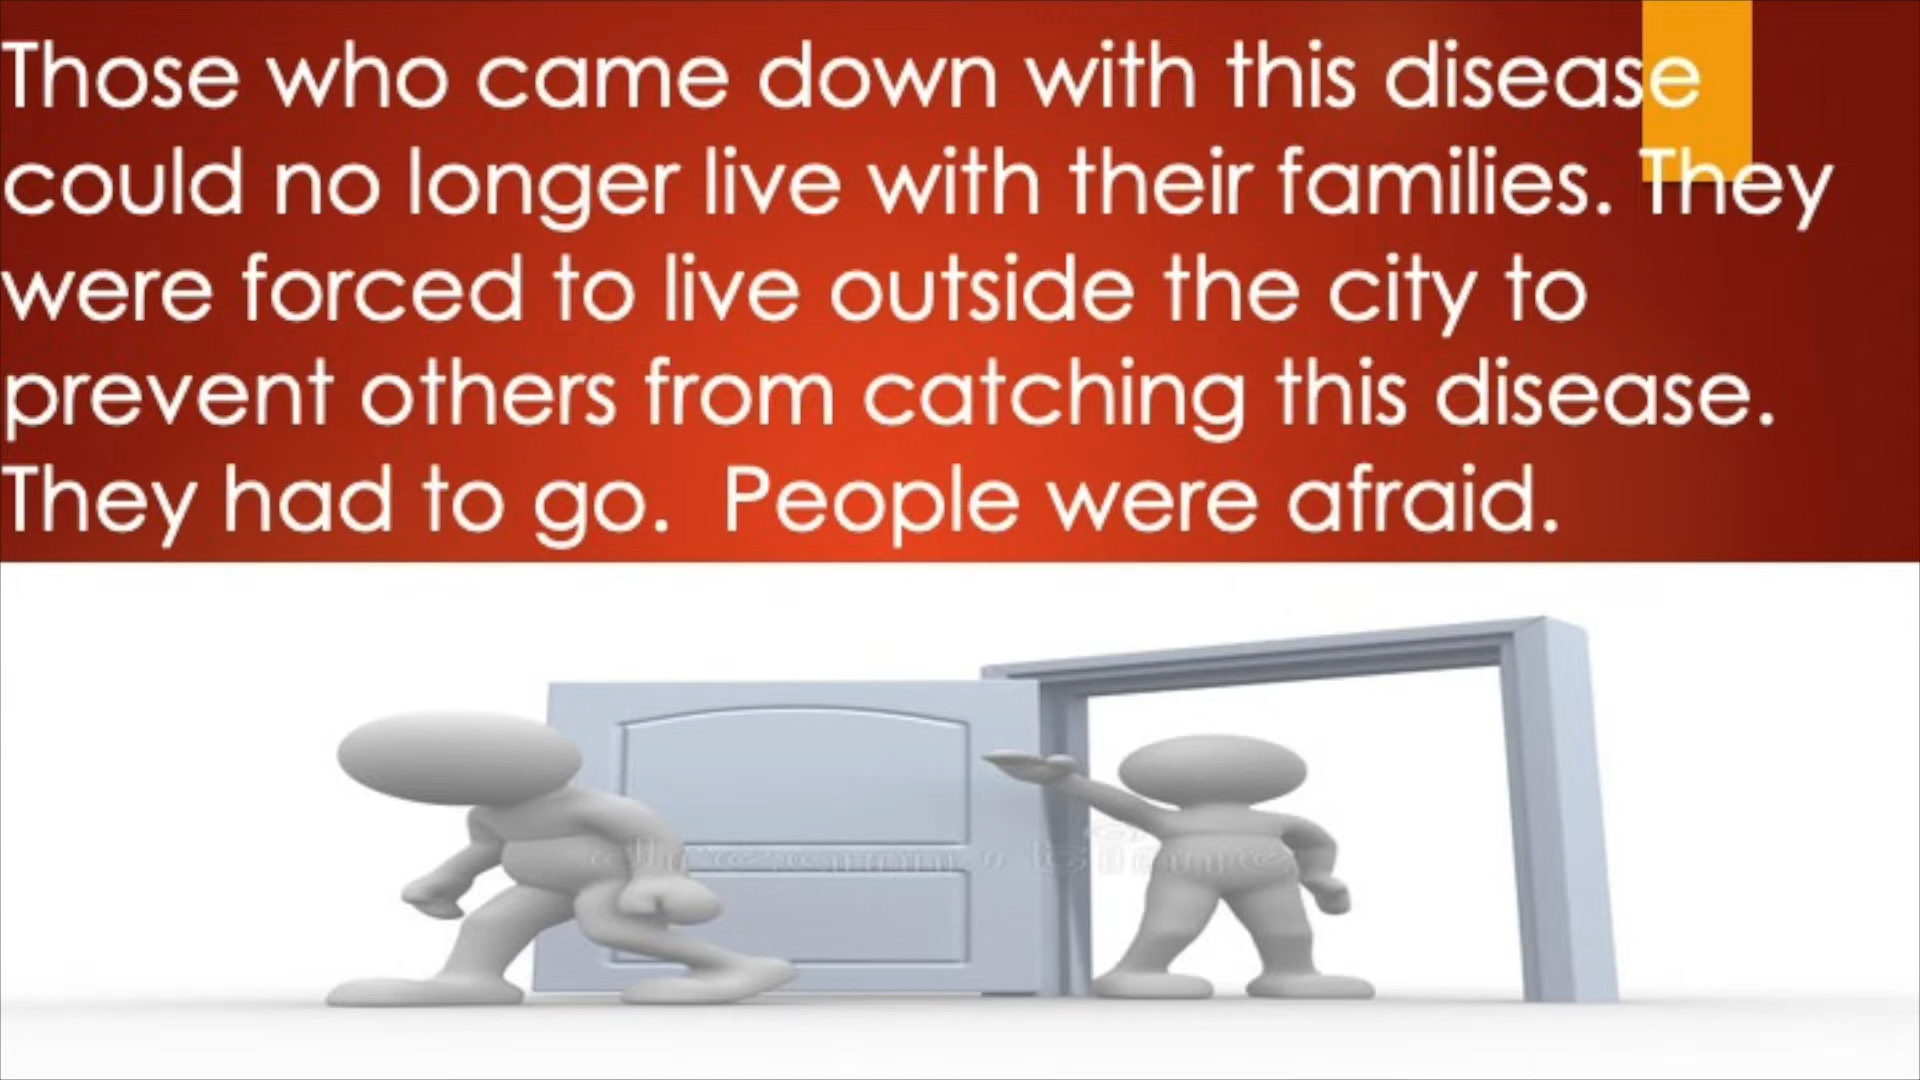 Those who came down with this disease
could no longer live with their families. They
were forced to live outside the city to
prevent others from catching this disease.
They had to go.  People were afraid.